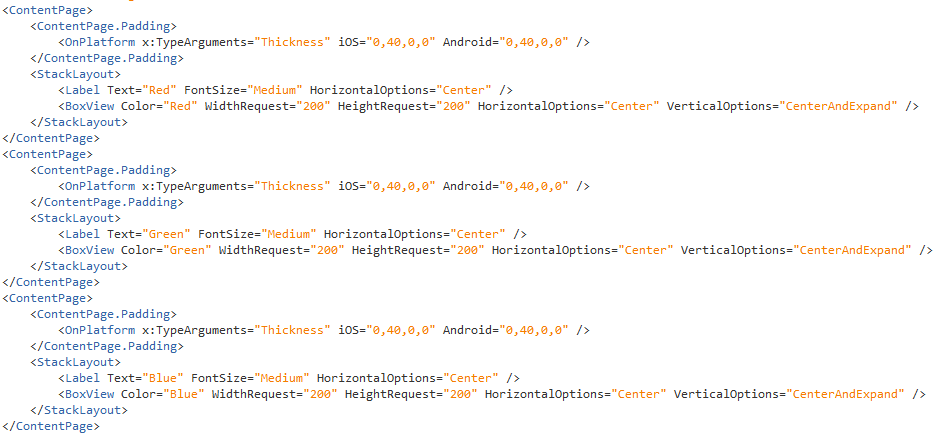 <ContentPage>
    <ContentPage.Padding>
        <OnPlatform x:TypeArguments="Thickness" iOS="0,40,0,0" Android="0,40,0,0" />
    </ContentPage.Padding>
    <StackLayout>
        <Label Text="Red" FontSize="Medium" HorizontalOptions="Center" />
        <BoxView Color="Red" WidthRequest="200" HeightRequest="200" HorizontalOptions="Center" VerticalOptions="CenterAndExpand" />
    </StackLayout>
</ContentPage>
<ContentPage>
    <ContentPage.Padding>
        <OnPlatform x:TypeArguments="Thickness" iOS="0,40,0,0" Android="0,40,0,0" />
    </ContentPage.Padding>
    <StackLayout>
        <Label Text="Green" FontSize="Medium" HorizontalOptions="Center" />
        <BoxView Color="Green" WidthRequest="200" HeightRequest="200" HorizontalOptions="Center" VerticalOptions="CenterAndExpand" />
    </StackLayout>
</ContentPage>
<ContentPage>
    <ContentPage.Padding>
        <OnPlatform x:TypeArguments="Thickness" iOS="0,40,0,0" Android="0,40,0,0" />
    </ContentPage.Padding>
    <StackLayout>
        <Label Text="Blue" FontSize="Medium" HorizontalOptions="Center" />
        <BoxView Color="Blue" WidthRequest="200" HeightRequest="200" HorizontalOptions="Center" VerticalOptions="CenterAndExpand" />
    </StackLayout>
</ContentPage>